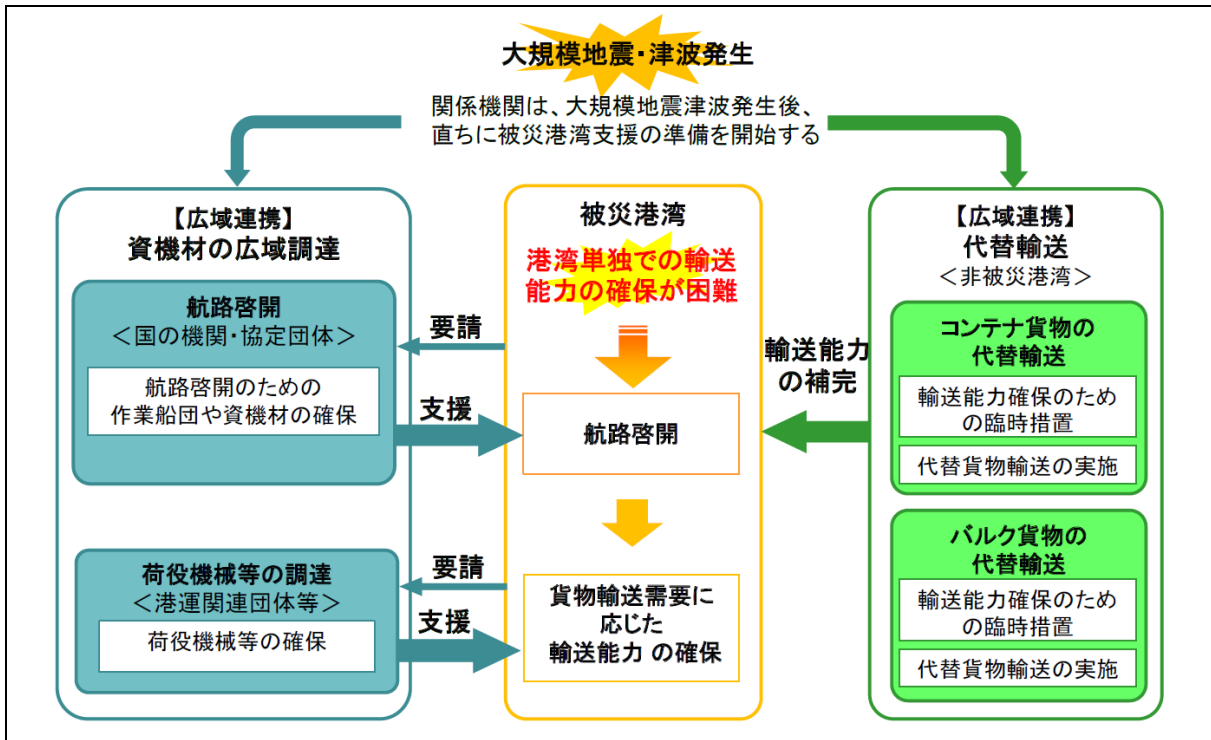 大規模地震・津波発生
関係機関は、大規模地震津波発生後、
直ちに被災港湾支援の準備を開始する
【広域連携】
資機材の広域調達
航路啓開
＜国の機関・協定団体＞
航路啓開のための
作業船団や資機材の確保
荷役機械等の調達
＜港運関連団体等＞
荷役機械等の確保
要請
支援
要請
支援
被災港湾
港湾単独での輸送
能力の確保が困難
航路啓開
貨物輸送需要に
応じた
輸送能力 の確保
輸送能力
の補完
【広域連携】
代替輸送
＜非被災港湾＞
コンテナ貨物の
代替輸送
輸送能力確保のため
の臨時措置
代替貨物輸送の実施
バルク貨物の
代替輸送
輸送能力確保のため
の臨時措置
代替貨物輸送の実施